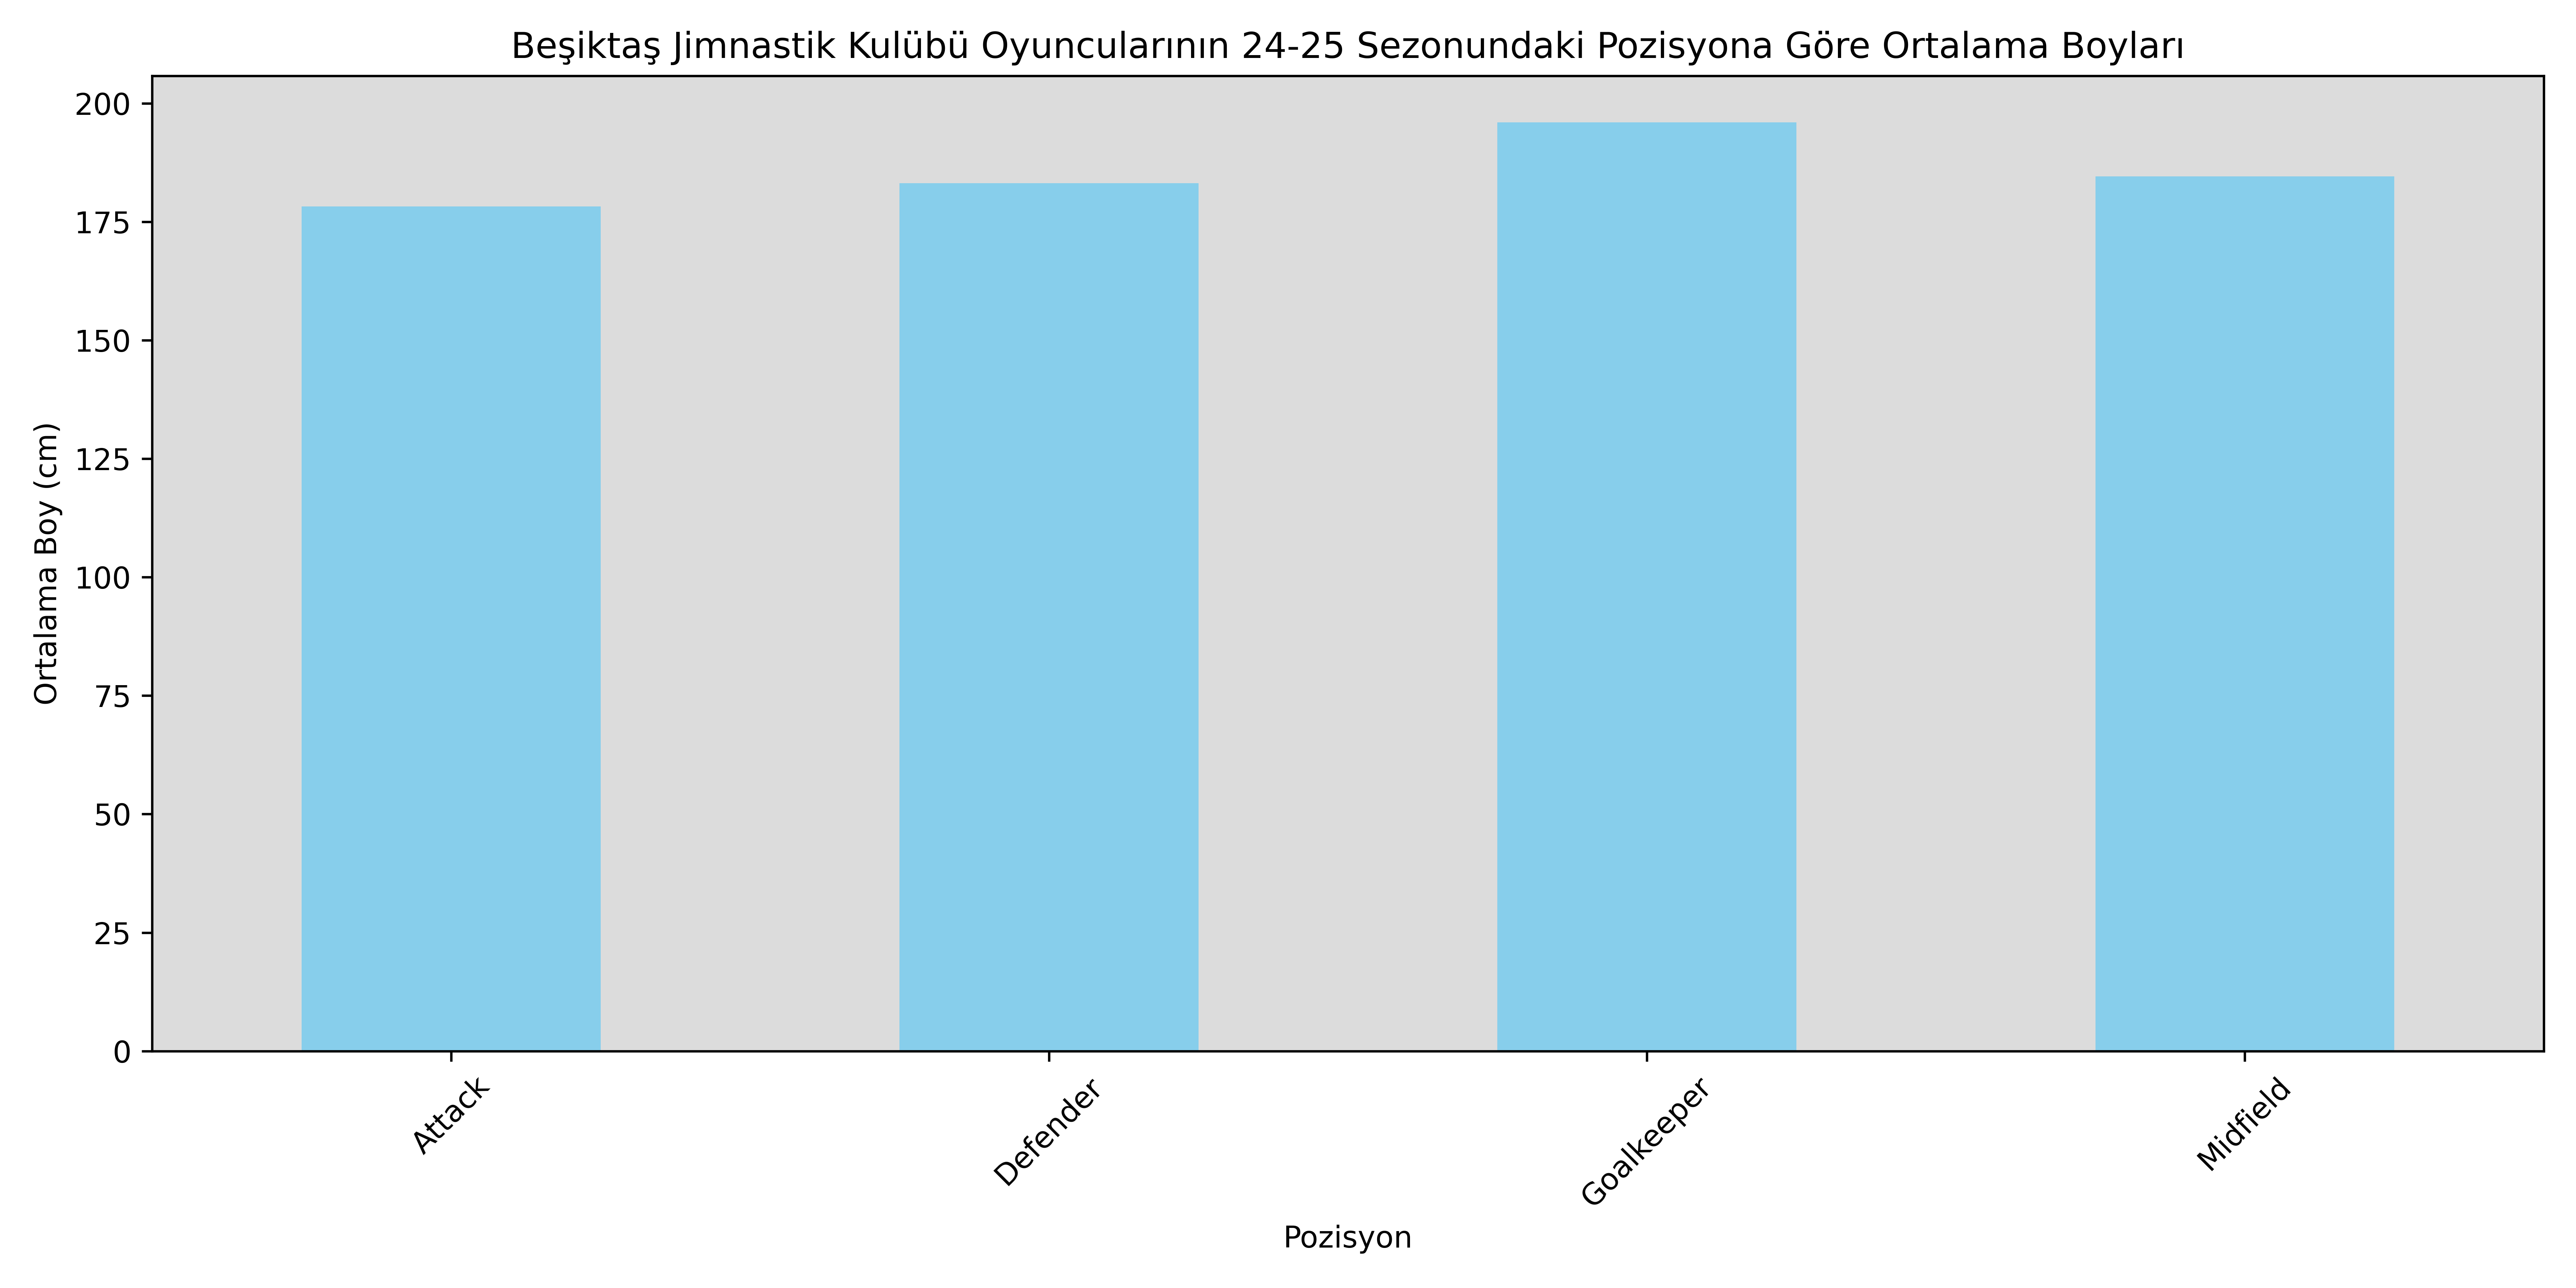 Beşiktaş Jimnastik Kulübü Oyuncularının 24-25 Sezonundaki Pozisyona Göre Ortalama Boyları
Ortalama Boy (cm)
200
175
150
125
100
75
50
25
0
Attack
Defender
Goalkeeper
Midfield
Pozisyon